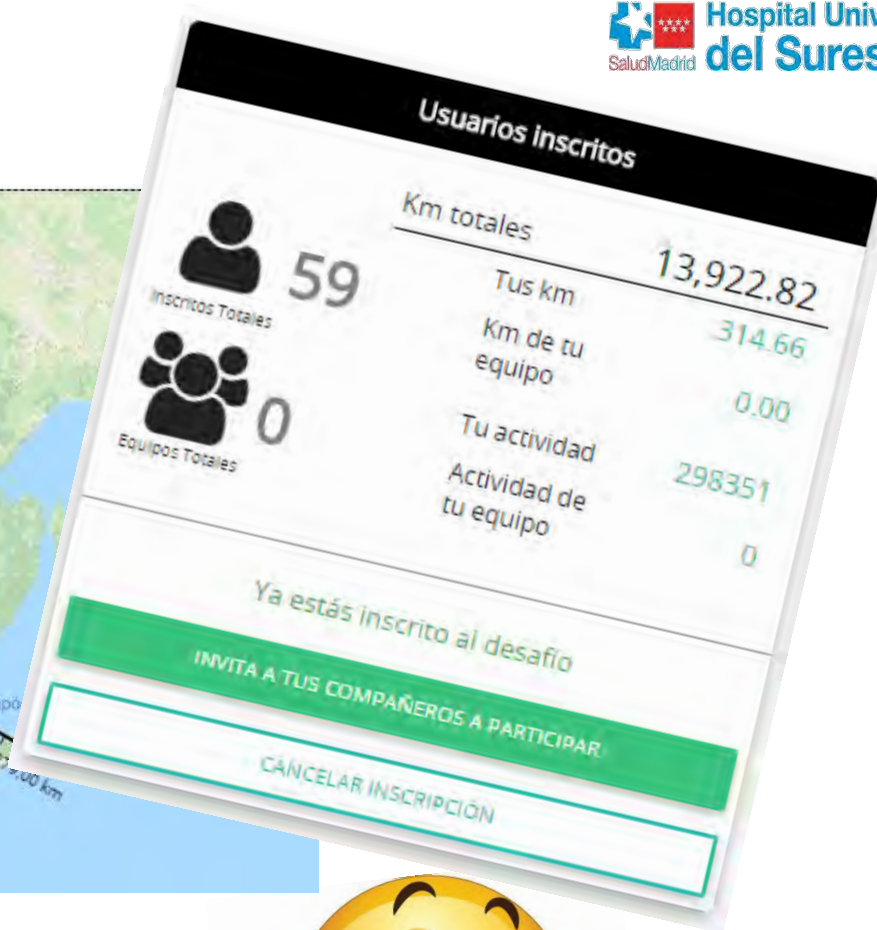 Hospital Univ
SaludMadrid del Sures
Usuarios inscritos
59
Inscritos Totales
0
Equipos Totales
Km totales 13,922.82
Tus km 314.66
Km de tu
equipo 0.00
Tu actividad 298351
Actividad de
tu equipo 0
Ya estás inscrito al desafío
INVITA A TUS COMPAÑEROS A PARTICIPAR
CANCELAR INSCRIPCIÓN
km